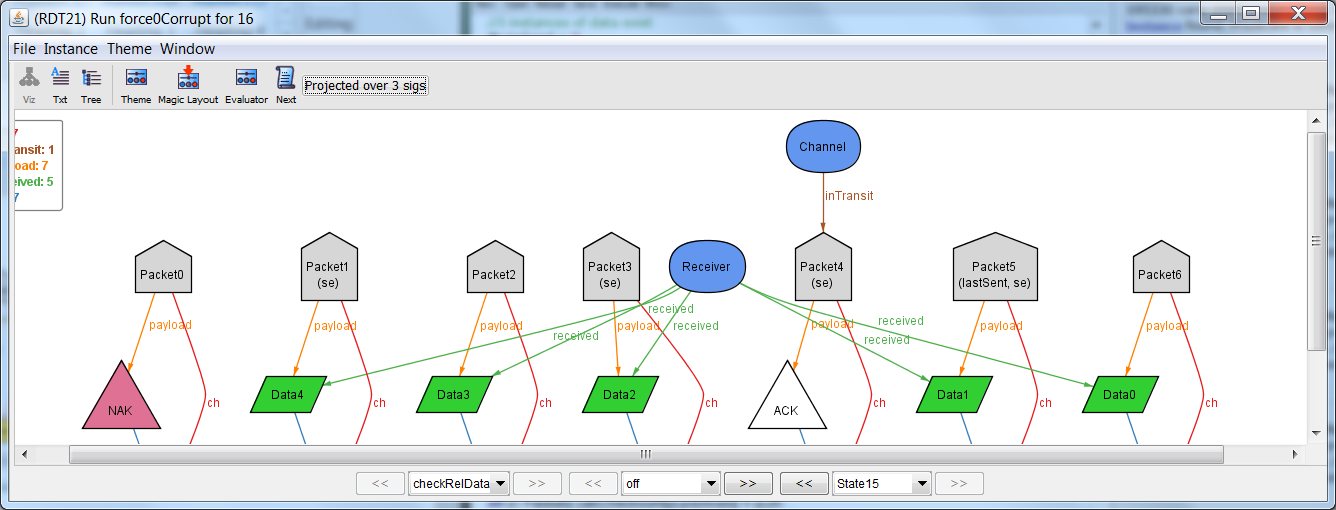 (RDT21) Run force0Corrupt for 16
File Instance Theme Window
Viz Txt Tree Theme Magic Layout Evaluator Next Projected over 3 sigs
7
ansit: 1
oad: 7
eived: 5
7
Channel
inTransit
Packet0
Packet1
(se)
Packet2
Packet3
(se)
Receiver
Packet4
(se)
Packet5
(lastSent, se)
Packet6
payload
payload
payload
payload
payload
payload
payload
received
received
received
received
received
NAK
Data4
Data3
Data2
ACK
Data1
Data0
ch
ch
ch
ch
ch
ch
ch
<< checkRelData >> << off >> << State15 >>